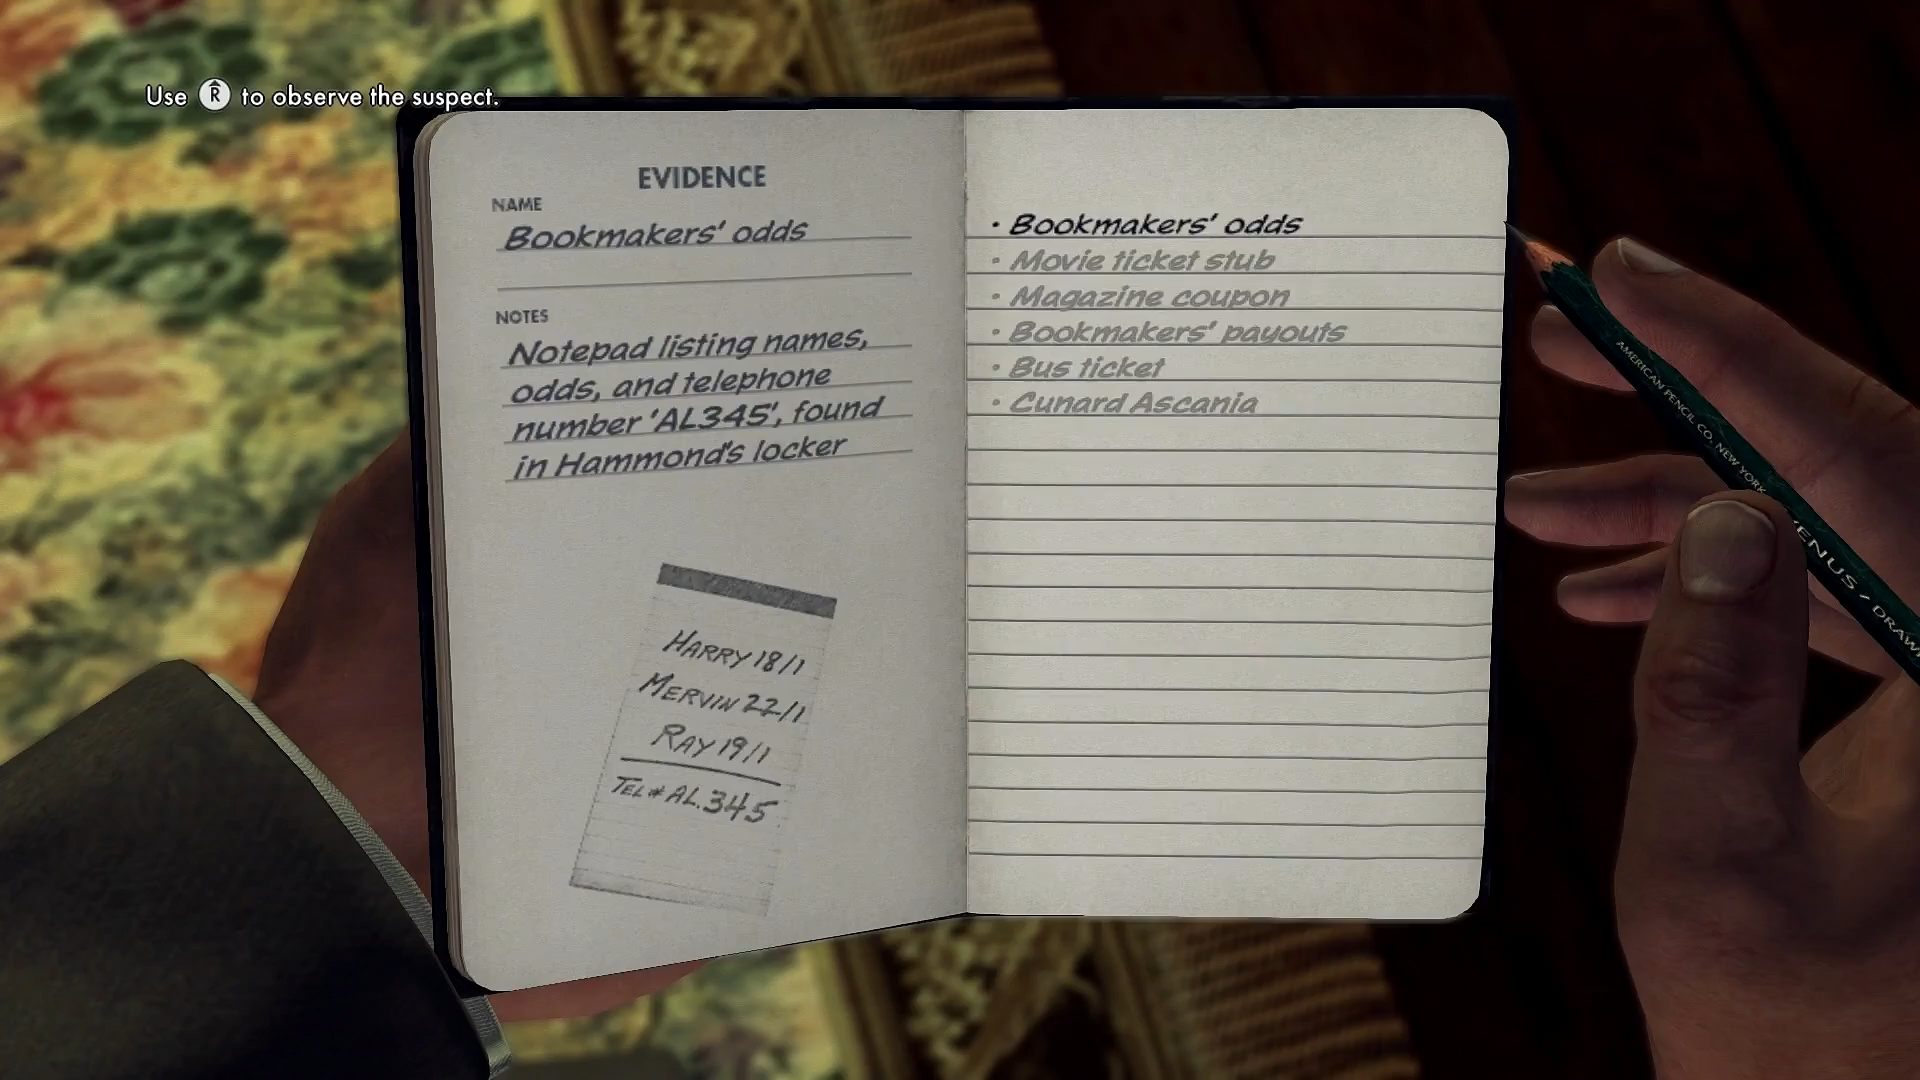 Use R to observe the suspect.
EVIDENCE
NAME
Bookmakers' odds
NOTES
Notepad listing names,
odds, and telephone
number 'AL345', found
in Hammond's locker
HARRY 18/1
MERVIN 22/1
RAY 19/1
TEL# AL.345
• Bookmakers' odds
• Movie ticket stub
• Magazine coupon
• Bookmakers' payouts
• Bus ticket
• Cunard Ascania
AMERICAN PENCIL CO. NEW YORK
VENUS / DRAW